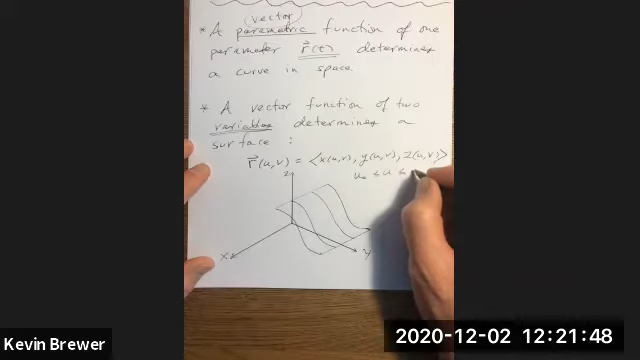 (vector)
* A parametric function of one
parameter r(t) determines
a curve in space
* A vector function of two
variables determines a
surface :
r(u,v) = ⟨x(u,v), y(u,v), z(u,v)⟩
u₀ ≤ u ≤
z
x
y
Kevin Brewer
2020-12-02 12:21:48